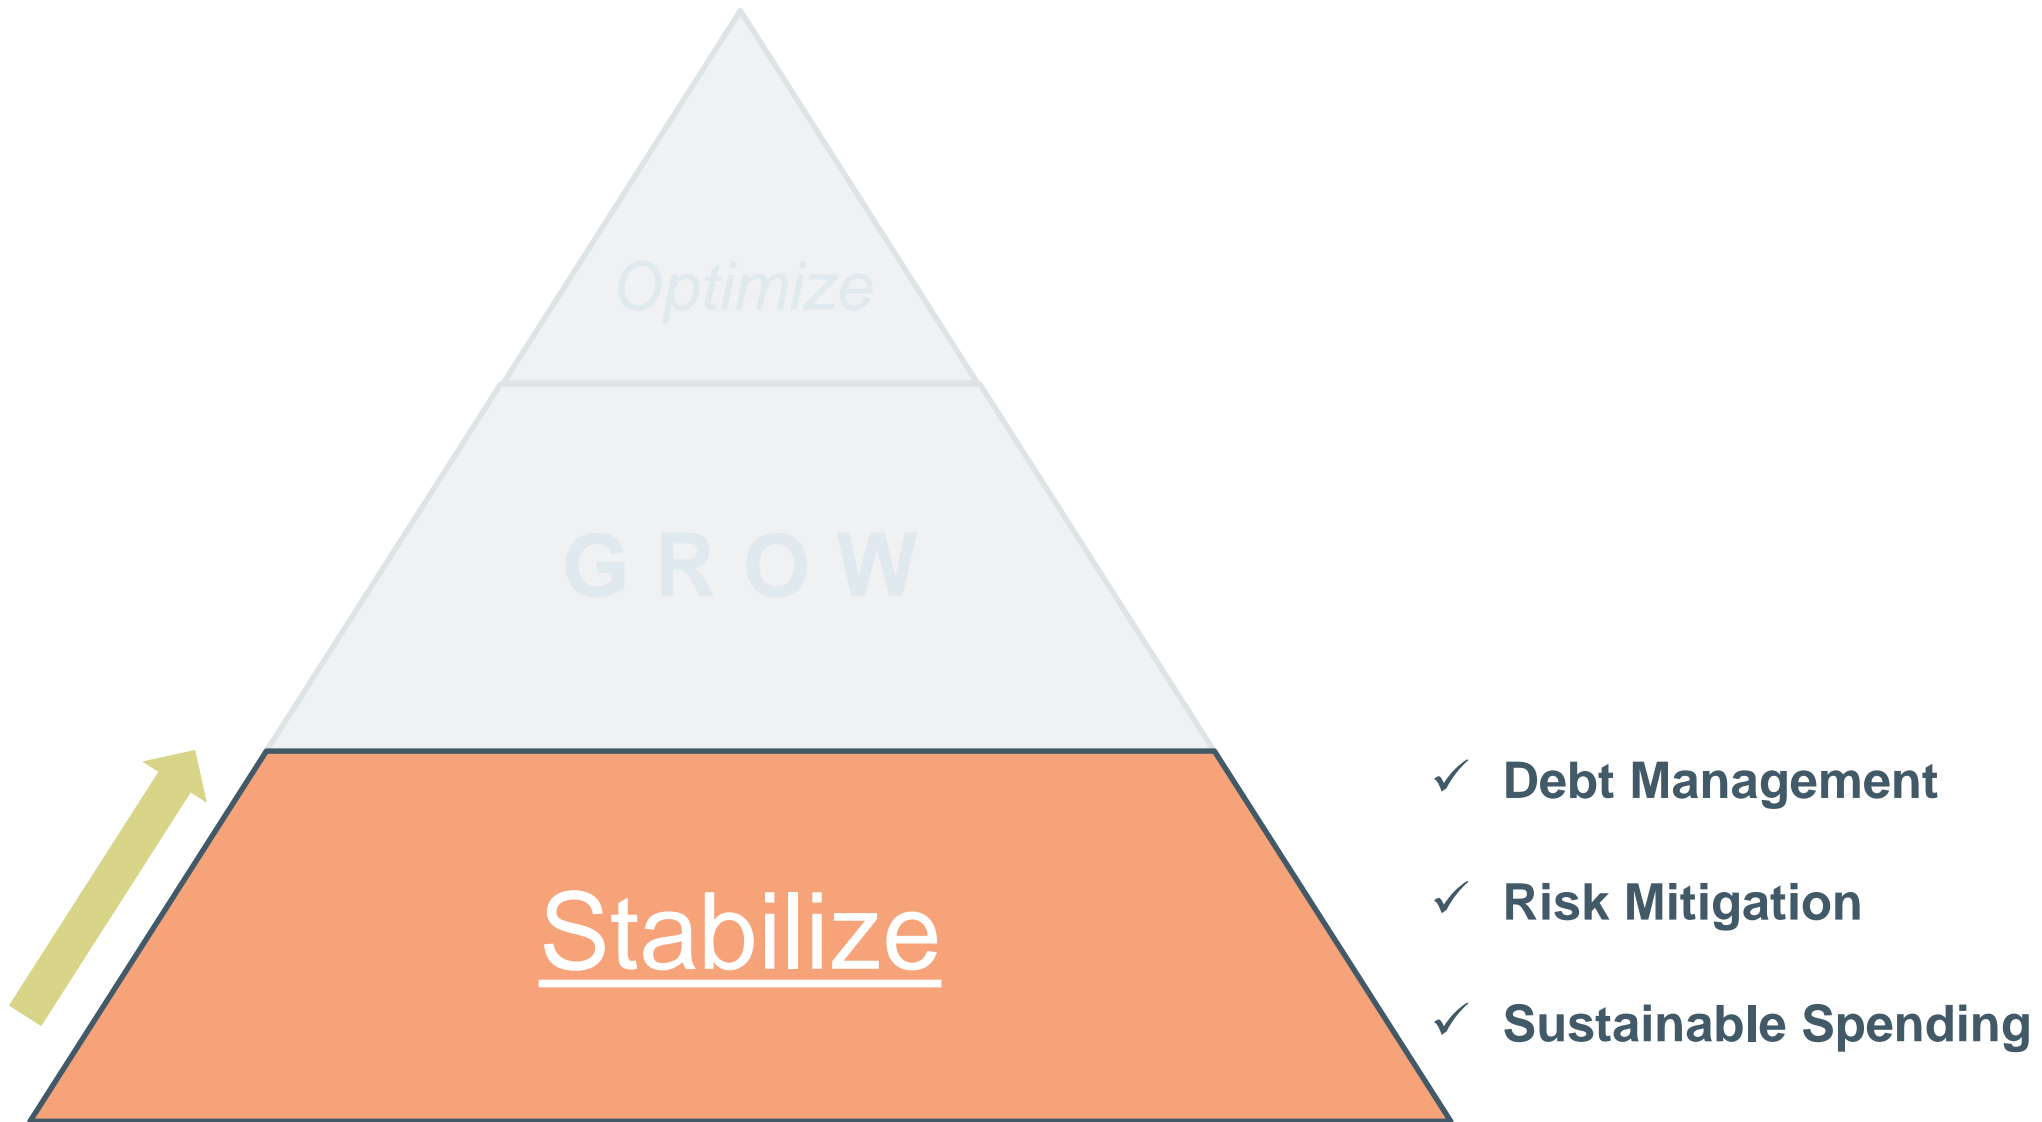 Optimize
G R O W
Stabilize
✓ Debt Management
✓ Risk Mitigation
✓ Sustainable Spending